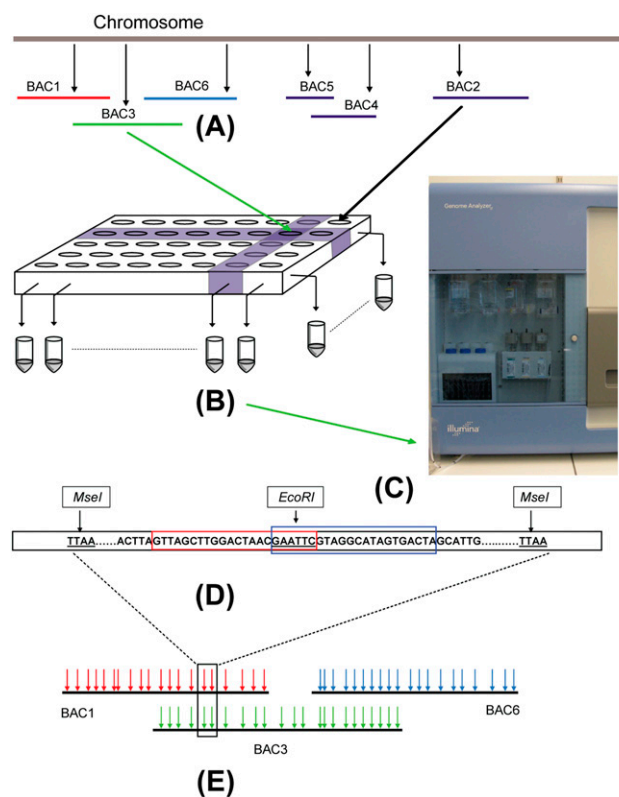 Chromosome
BAC1
BAC6
BAC5
BAC2
BAC3
BAC4
(A)
Genome Analyzer
(B)
illumina
(C)
MseI
EcoRI
MseI
TTAA......ACTTAGTTAGCTTGGACTAACGAATTCGTAGGCATAGTGACTAGCATTG..........TTAA
(D)
BAC1
BAC6
BAC3
(E)